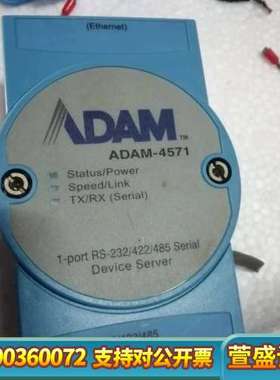 (Ethernet)
ADAM™
ADAM-4571
Status/Power
Speed/Link
TX/RX (Serial)
1-port RS-232/422/485 Serial
Device Server
00360072 支持对公开票 萱盛